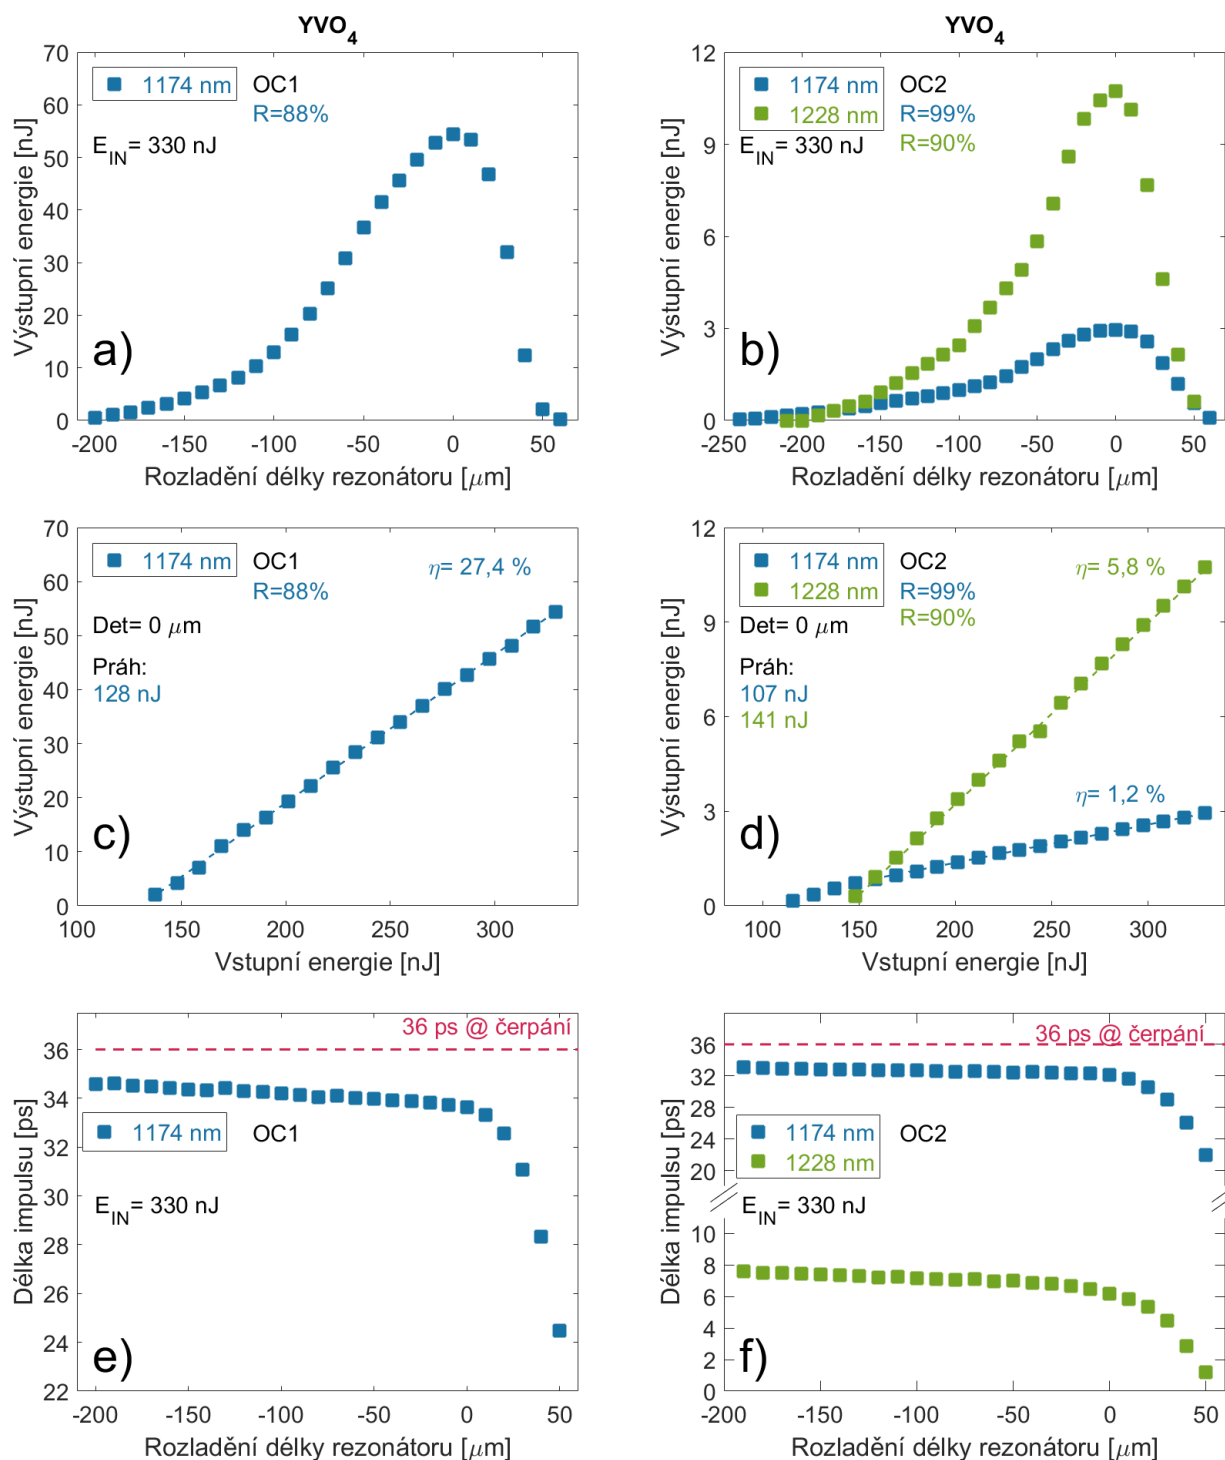 YVO4
70
60
50
40
30
20
10
0
-200 -150 -100 -50 0 50
Výstupní energie [nJ]
Rozladění délky rezonátoru [μm]
1174 nm
OC1
R=88%
EIN= 330 nJ
a)
YVO4
12
9
6
3
0
-250 -200 -150 -100 -50 0 50
Výstupní energie [nJ]
Rozladění délky rezonátoru [μm]
1174 nm
1228 nm
OC2
R=99%
R=90%
EIN= 330 nJ
b)
70
60
50
40
30
20
10
0
100 150 200 250 300
Výstupní energie [nJ]
Vstupní energie [nJ]
1174 nm
OC1
R=88%
η= 27,4 %
Det= 0 μm
Práh:
128 nJ
c)
12
9
6
3
0
100 150 200 250 300
Výstupní energie [nJ]
Vstupní energie [nJ]
1174 nm
1228 nm
OC2
R=99%
R=90%
η= 5,8 %
Det= 0 μm
Práh:
107 nJ
141 nJ
η= 1,2 %
d)
36 ps @ čerpání
36
34
32
30
28
26
24
22
-200 -150 -100 -50 0 50
Délka impulsu [ps]
Rozladění délky rezonátoru [μm]
1174 nm
OC1
EIN= 330 nJ
e)
36 ps @ čerpání
36
32
28
24
20
10
8
6
4
2
0
-200 -150 -100 -50 0 50
Délka impulsu [ps]
Rozladění délky rezonátoru [μm]
1174 nm
1228 nm
OC2
EIN= 330 nJ
f)